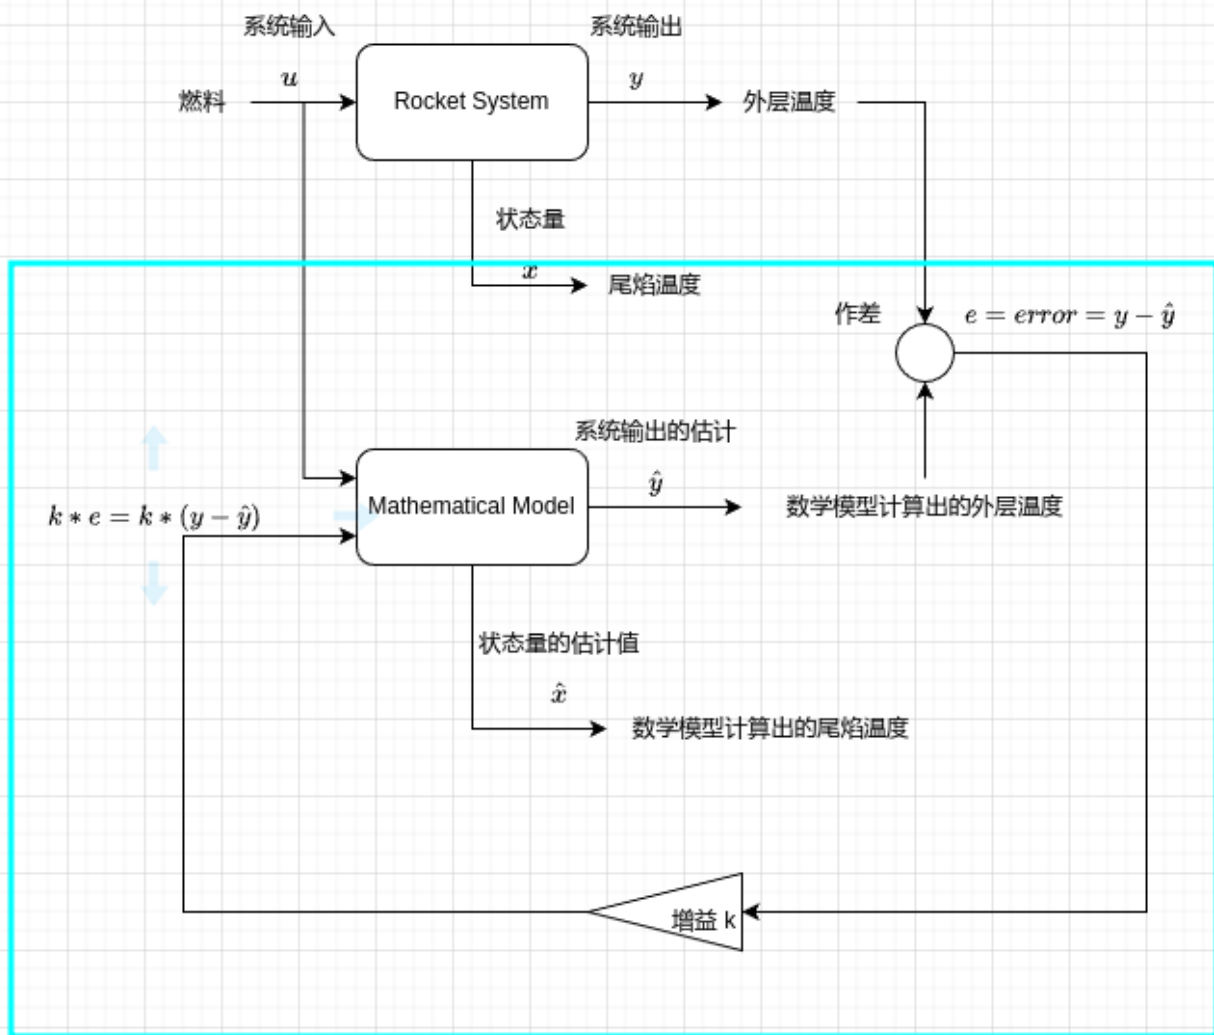 系统输入
系统输出
u
y
燃料
Rocket System
外层温度
状态量
x
尾焰温度
作差
e = error = y − ŷ
系统输出的估计
ŷ
Mathematical Model
数学模型计算出的外层温度
k ∗ e = k ∗ (y − ŷ)
状态量的估计值
x̂
数学模型计算出的尾焰温度
增益 k